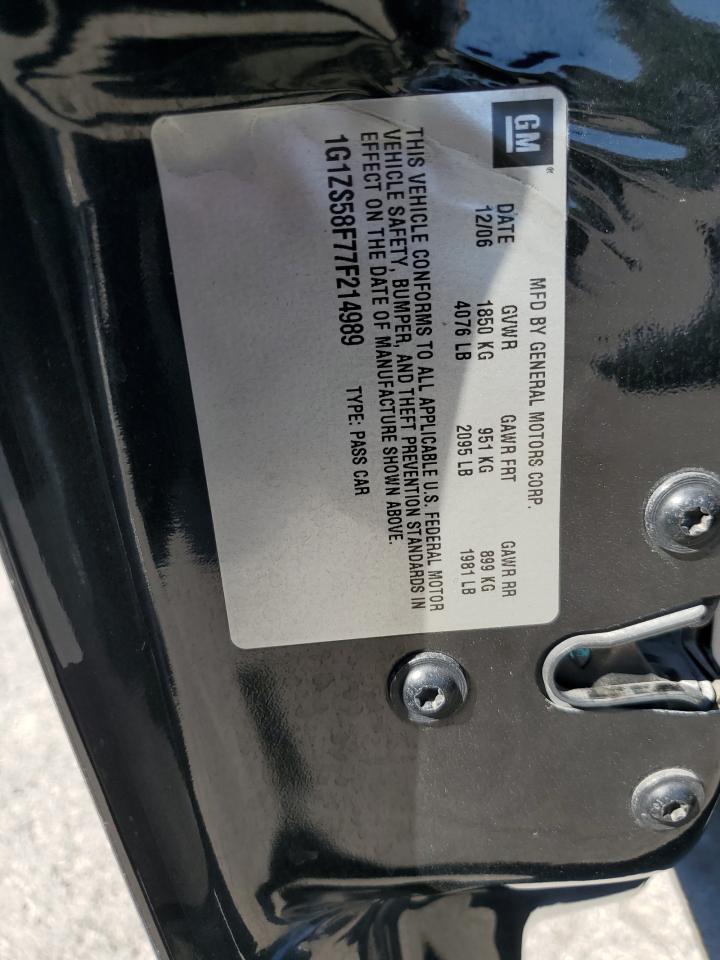 GM
®
MFD BY GENERAL MOTORS CORP.
DATE GVWR GAWR FRT GAWR RR
12/06 1850 KG 951 KG 899 KG
4076 LB 2095 LB 1981 LB
THIS VEHICLE CONFORMS TO ALL APPLICABLE U.S. FEDERAL MOTOR
VEHICLE SAFETY, BUMPER, AND THEFT PREVENTION STANDARDS IN
EFFECT ON THE DATE OF MANUFACTURE SHOWN ABOVE.
1G1ZS58F77F214989 TYPE: PASS CAR